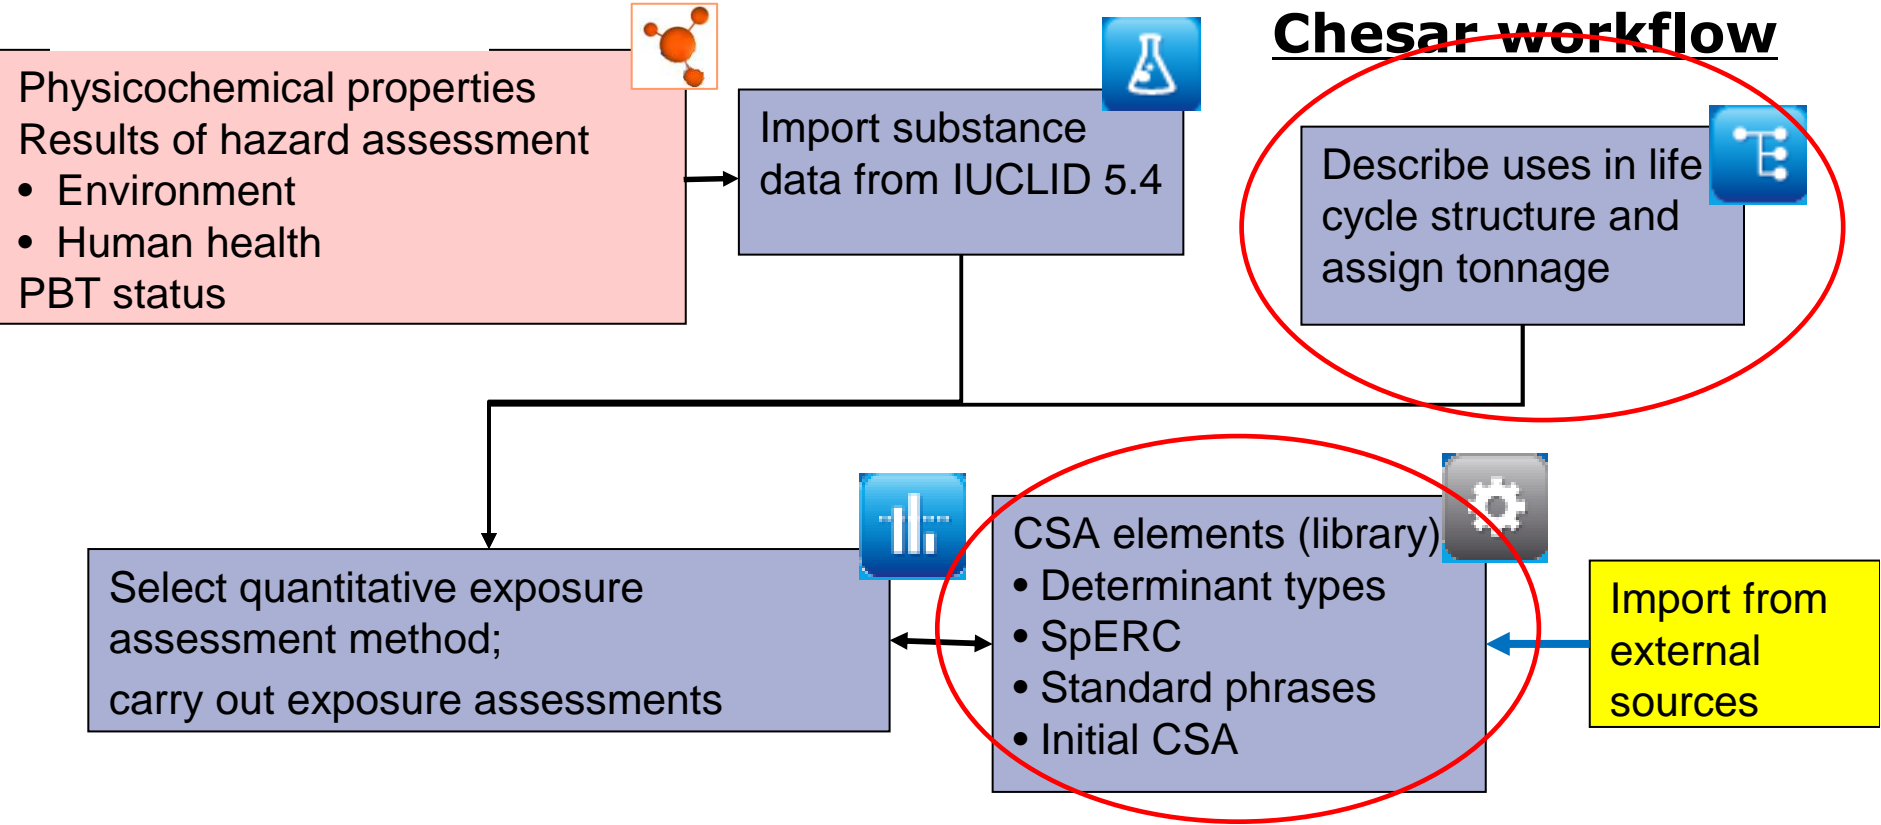 Chesar workflow
Physicochemical properties
Results of hazard assessment
• Environment
• Human health
PBT status
Import substance
data from IUCLID 5.4
Describe uses in life
cycle structure and
assign tonnage
Select quantitative exposure
assessment method;
carry out exposure assessments
CSA elements (library)
• Determinant types
• SpERC
• Standard phrases
• Initial CSA
Import from
external
sources